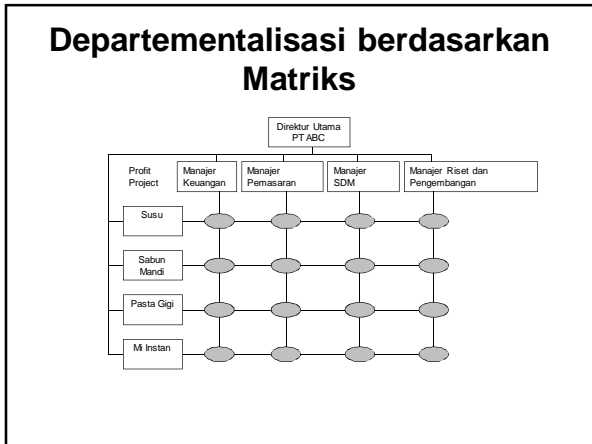 Departementalisasi berdasarkan
Matriks
Direktur Utama
PT ABC
Profit
Project
Manajer
Keuangan
Manajer
Pemasaran
Manajer
SDM
Manajer Riset dan
Pengembangan
Susu
Sabun
Mandi
Pasta Gigi
Mi Instan